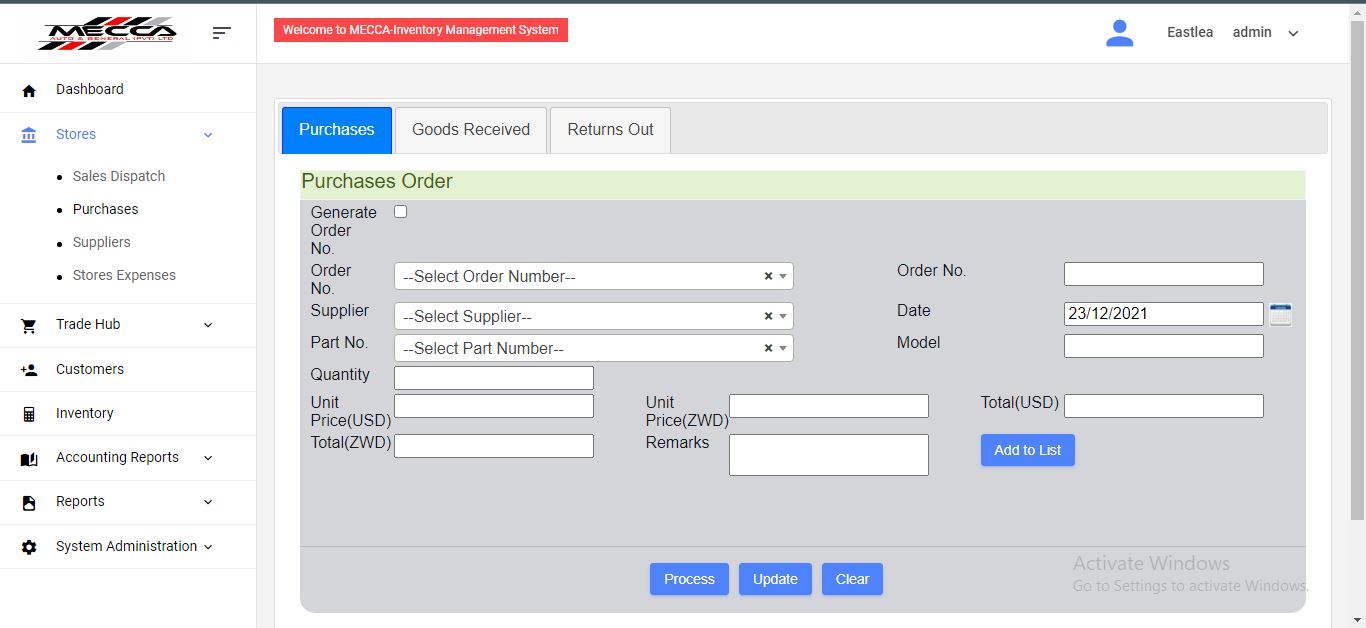 MECCA
AUTO & GENERAL (PVT) LTD
Welcome to MECCA-Inventory Management System
Eastlea admin
Dashboard
Stores
Sales Dispatch
Purchases
Suppliers
Stores Expenses
Trade Hub
Customers
Inventory
Accounting Reports
Reports
System Administration
Purchases Goods Received Returns Out
Purchases Order
Generate
Order
No.
Order
No.
--Select Order Number-- ×
Order No.
Supplier --Select Supplier-- ×
Date 23/12/2021
Part No. --Select Part Number-- ×
Model
Quantity
Unit
Price(USD)
Unit
Price(ZWD)
Total(USD)
Total(ZWD)
Remarks
Add to List
Process Update Clear
Activate Windows
Go to Settings to activate Windows.